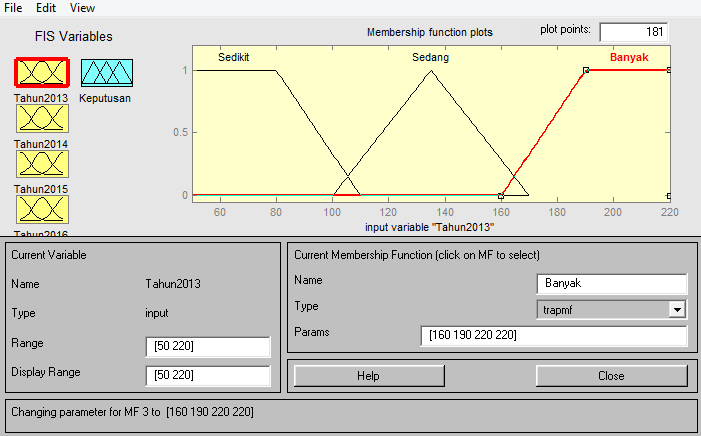 File Edit View
FIS Variables
Membership function plots
plot points:
181
Tahun2013
Keputusan
Tahun2014
Tahun2015
Tahun2016
Sedikit
Sedang
Banyak
1
0.5
0
60 80 100 120 140 160 180 200 220
input variable "Tahun2013"
Current Variable
Name Tahun2013
Type input
Range [50 220]
Display Range [50 220]
Current Membership Function (click on MF to select)
Name Banyak
Type trapmf
Params [160 190 220 220]
Help Close
Changing parameter for MF 3 to [160 190 220 220]